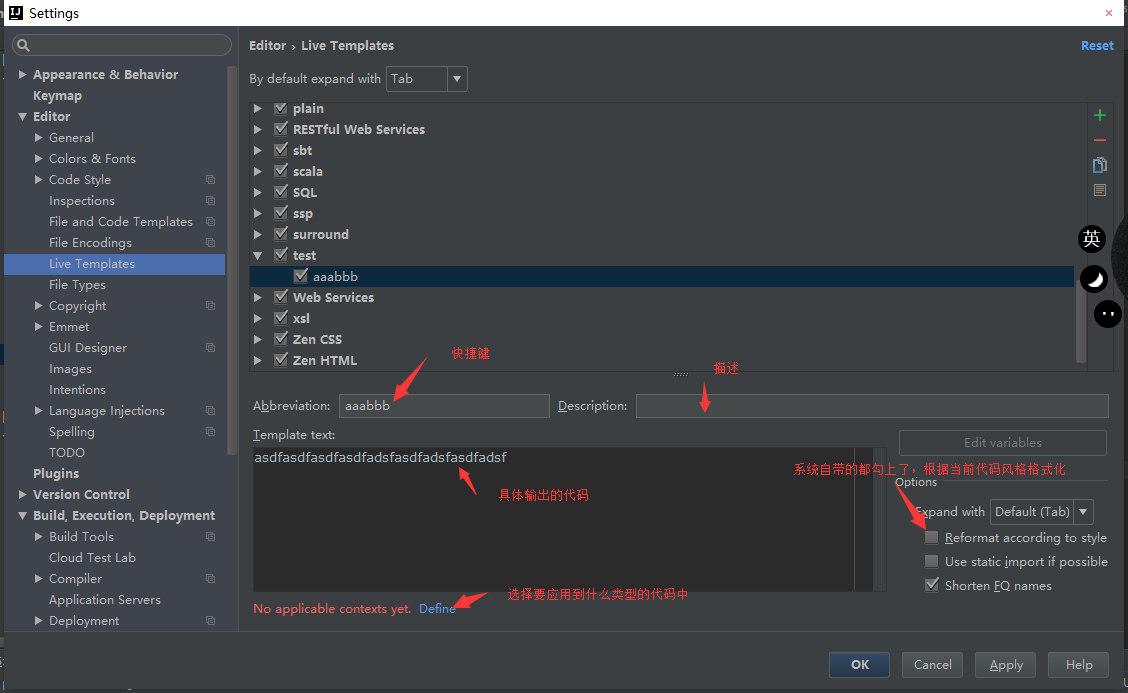 IJ Settings
Appearance & Behavior
Keymap
Editor
General
Colors & Fonts
Code Style
Inspections
File and Code Templates
File Encodings
Live Templates
File Types
Copyright
Emmet
GUI Designer
Images
Intentions
Language Injections
Spelling
TODO
Plugins
Version Control
Build, Execution, Deployment
Build Tools
Cloud Test Lab
Compiler
Application Servers
Deployment
Editor › Live Templates
Reset
By default expand with Tab
plain
RESTful Web Services
sbt
scala
SQL
ssp
surround
test
aaabbb
Web Services
xsl
Zen CSS
Zen HTML
英
快捷键
描述
Abbreviation: aaabbb Description:
Template text:
asdfasdfasdfasdfadsfasdfadsfasdfadsf
具体输出的代码
Edit variables
系统自带的都勾上了，根据当前代码风格格式化
Options
Expand with Default (Tab)
Reformat according to style
Use static import if possible
Shorten FQ names
选择要应用到什么类型的代码中
No applicable contexts yet. Define
OK Cancel Apply Help